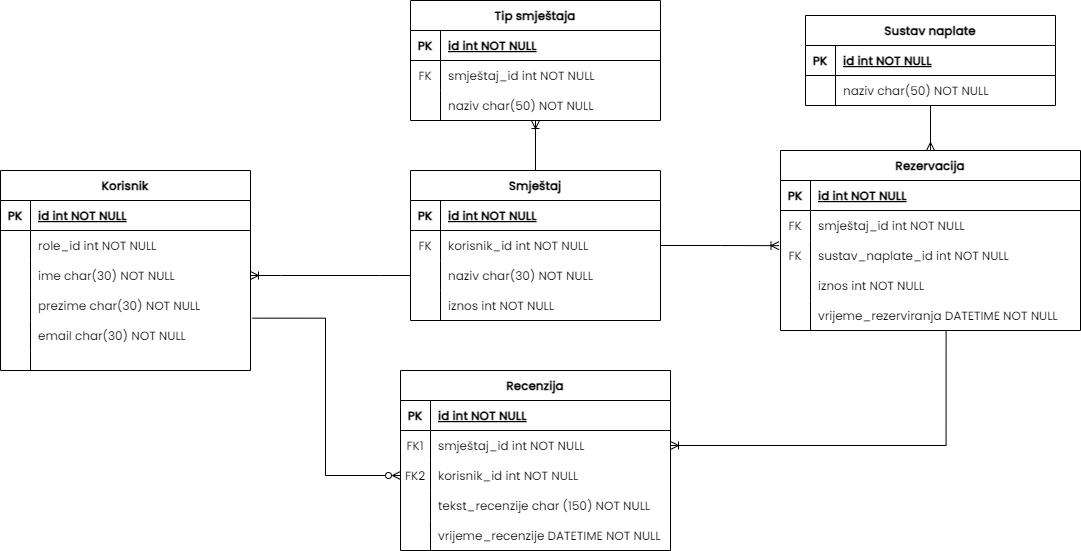 Tip smještaja
PK id int NOT NULL
FK smještaj_id int NOT NULL
naziv char(50) NOT NULL
Sustav naplate
PK id int NOT NULL
naziv char(50) NOT NULL
Korisnik
PK id int NOT NULL
role_id int NOT NULL
ime char(30) NOT NULL
prezime char(30) NOT NULL
email char(30) NOT NULL
Smještaj
PK id int NOT NULL
FK korisnik_id int NOT NULL
naziv char(30) NOT NULL
iznos int NOT NULL
Rezervacija
PK id int NOT NULL
FK smještaj_id int NOT NULL
FK sustav_naplate_id int NOT NULL
iznos int NOT NULL
vrijeme_rezerviranja DATETIME NOT NULL
Recenzija
PK id int NOT NULL
FK1 smještaj_id int NOT NULL
FK2 korisnik_id int NOT NULL
tekst_recenzije char (150) NOT NULL
vrijeme_recenzije DATETIME NOT NULL